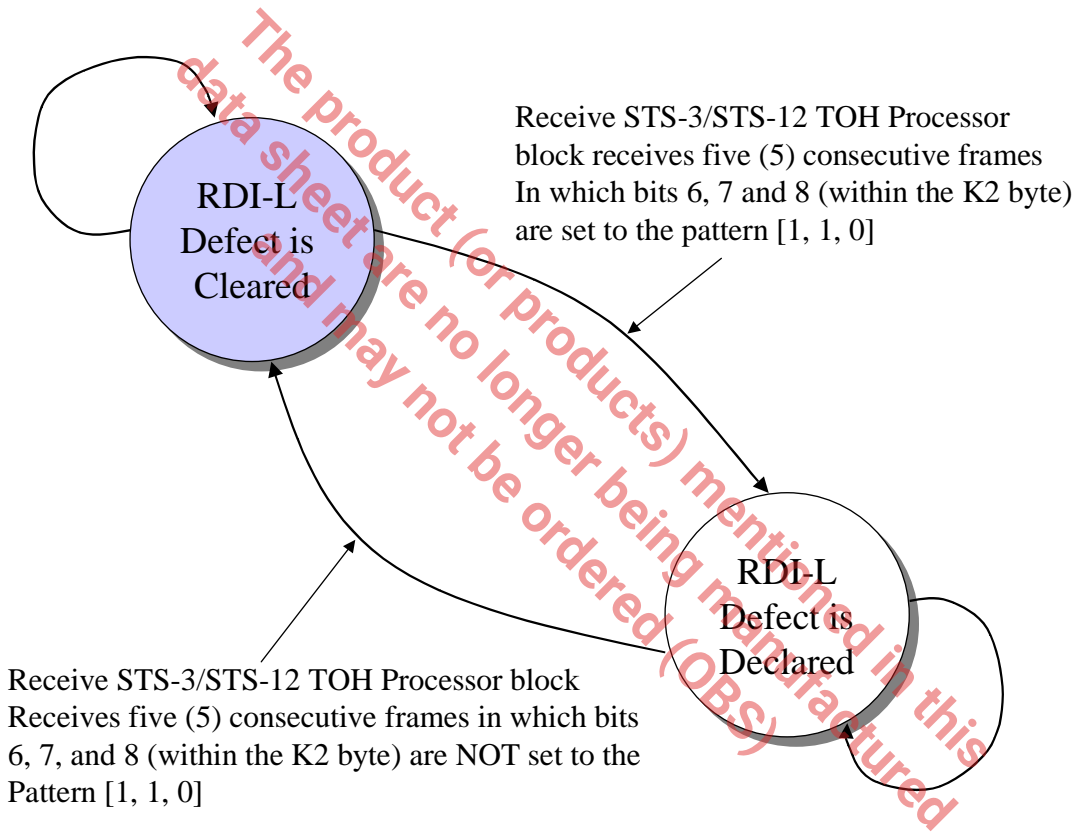 The product (or products) mentioned in this
data sheet are no longer being manufactured
and may not be ordered (OBS)
Receive STS-3/STS-12 TOH Processor
block receives five (5) consecutive frames
In which bits 6, 7 and 8 (within the K2 byte)
are set to the pattern [1, 1, 0]
RDI-L
Defect is
Cleared
RDI-L
Defect is
Declared
Receive STS-3/STS-12 TOH Processor block
Receives five (5) consecutive frames in which bits
6, 7, and 8 (within the K2 byte) are NOT set to the
Pattern [1, 1, 0]